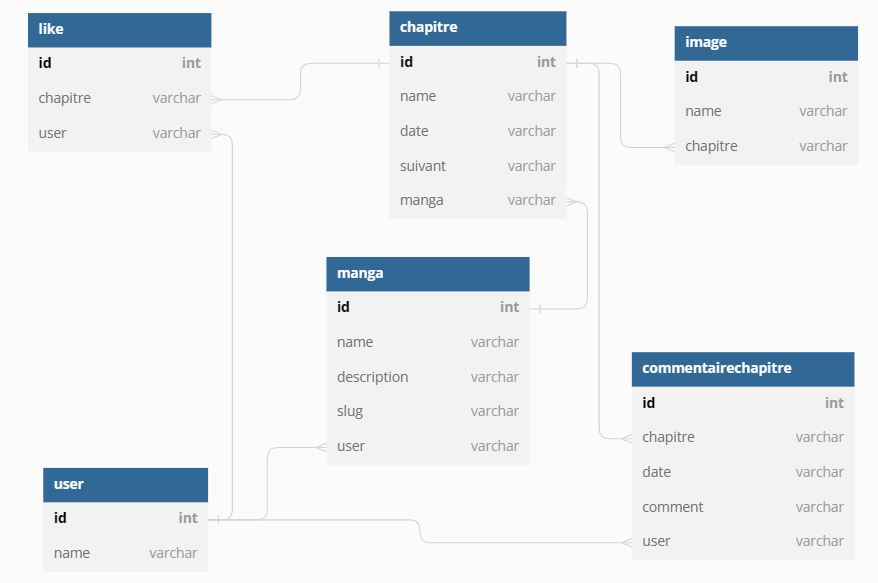 like
id int
chapitre varchar
user varchar
chapitre
id int
name varchar
date varchar
suivant varchar
manga varchar
image
id int
name varchar
chapitre varchar
manga
id int
name varchar
description varchar
slug varchar
user varchar
commentairechapitre
id int
chapitre varchar
date varchar
comment varchar
user varchar
user
id int
name varchar